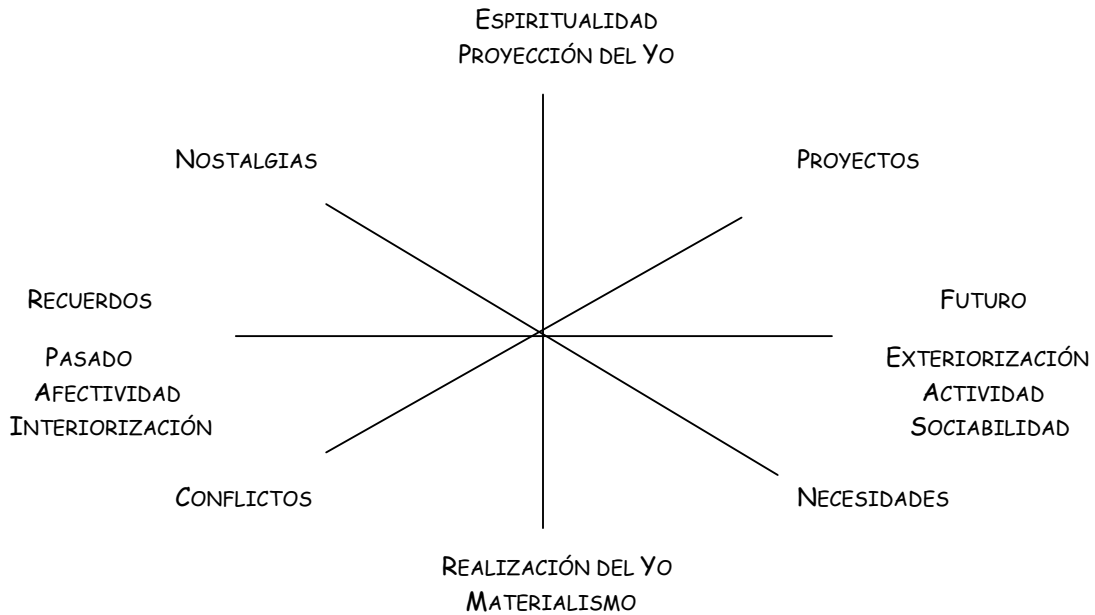 ESPIRITUALIDAD
PROYECCIÓN DEL YO
NOSTALGIAS
PROYECTOS
RECUERDOS
FUTURO
PASADO
AFECTIVIDAD
INTERIORIZACIÓN
EXTERIORIZACIÓN
ACTIVIDAD
SOCIABILIDAD
CONFLICTOS
NECESIDADES
REALIZACIÓN DEL YO
MATERIALISMO